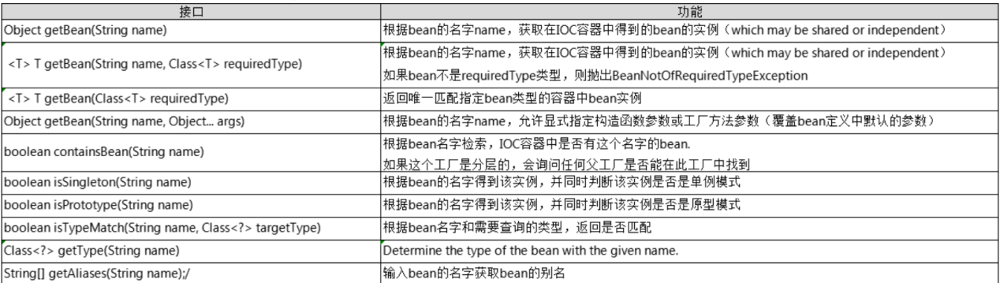 接口 功能
Object getBean(String name) 根据bean的名字name，获取在IOC容器中得到的bean的实例（which may be shared or independent）
<T> T getBean(String name, Class<T> requiredType) 根据bean的名字name，获取在IOC容器中得到的bean的实例（which may be shared or independent）
如果bean不是requiredType类型，则抛出BeanNotOfRequiredTypeException
<T> T getBean(Class<T> requiredType) 返回唯一匹配指定bean类型的容器中bean实例
Object getBean(String name, Object... args) 根据bean的名字name，允许显式指定构造函数参数或工厂方法参数（覆盖bean定义中默认的参数）
boolean containsBean(String name) 根据bean名字检索，IOC容器中是否有这个名字的bean.
如果这个工厂是分层的，会询问任何父工厂是否能在此工厂中找到
boolean isSingleton(String name) 根据bean的名字得到该实例，并同时判断该实例是否是单例模式
boolean isPrototype(String name) 根据bean的名字得到该实例，并同时判断该实例是否是原型模式
boolean isTypeMatch(String name, Class<?> targetType) 根据bean名字和需要查询的类型，返回是否匹配
Class<?> getType(String name) Determine the type of the bean with the given name.
String[] getAliases(String name);/ 输入bean的名字获取bean的别名